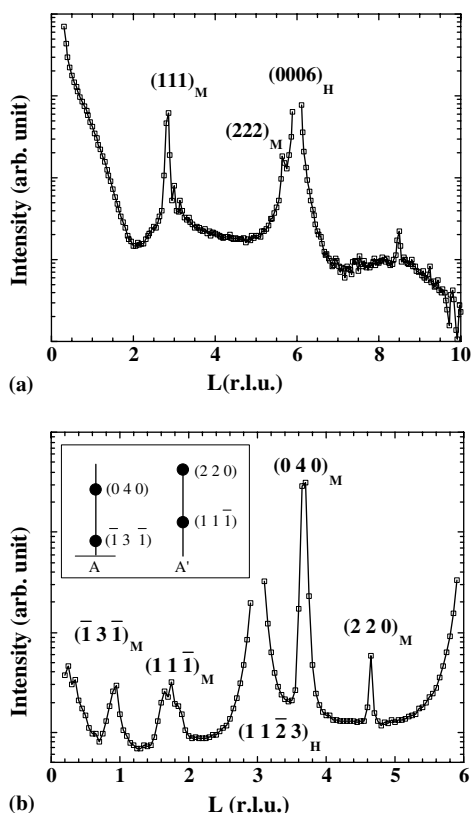 (111)M
(0006)H
(222)M
Intensity (arb. unit)
0 2 4 6 8 10
(a)
L(r.l.u.)
(0 4 0)M
(0 4 0)
(2 2 0)
(1̅ 3 1̅)
(1 1 1̅)
A
A'
(1̅ 3 1̅)M
(1 1 1̅)M
(2 2 0)M
(1 1 2̅ 3)H
Intensity (arb. unit)
0 1 2 3 4 5 6
(b)
L (r.l.u.)